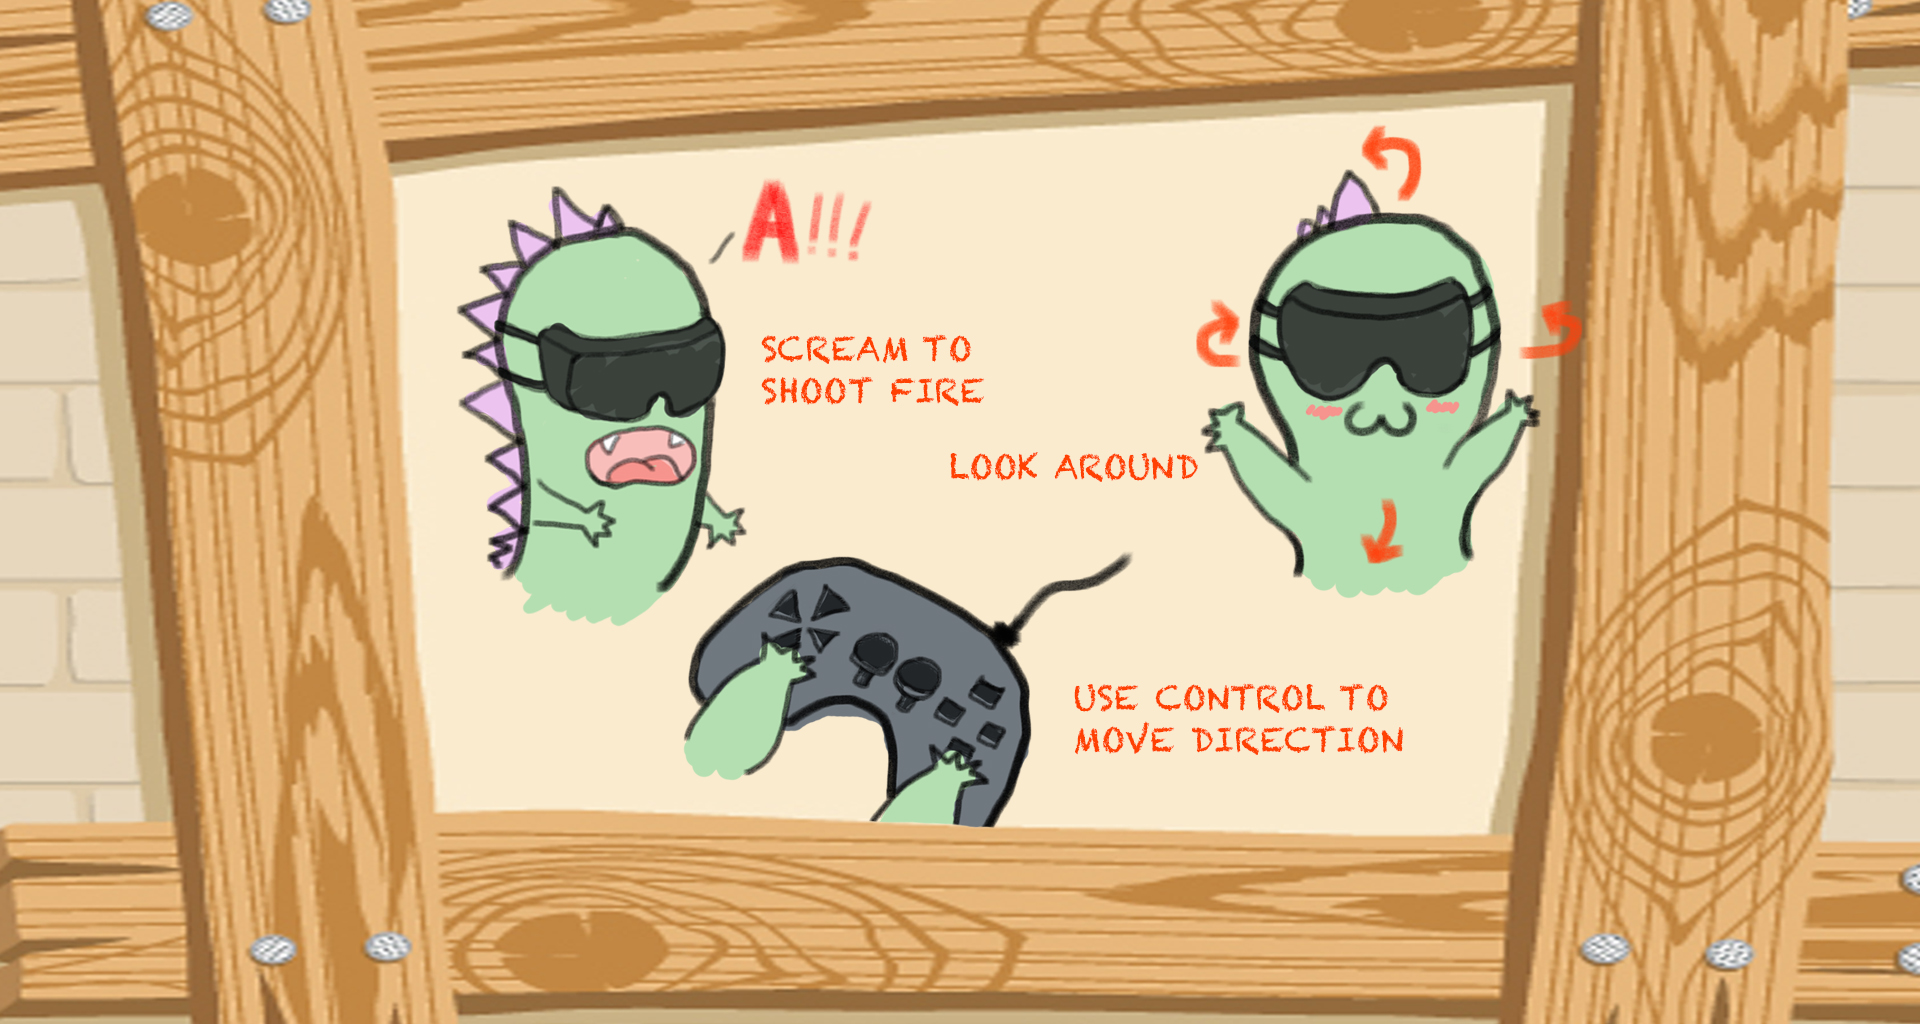 A!!!
SCREAM TO
SHOOT FIRE
LOOK AROUND
USE CONTROL TO
MOVE DIRECTION